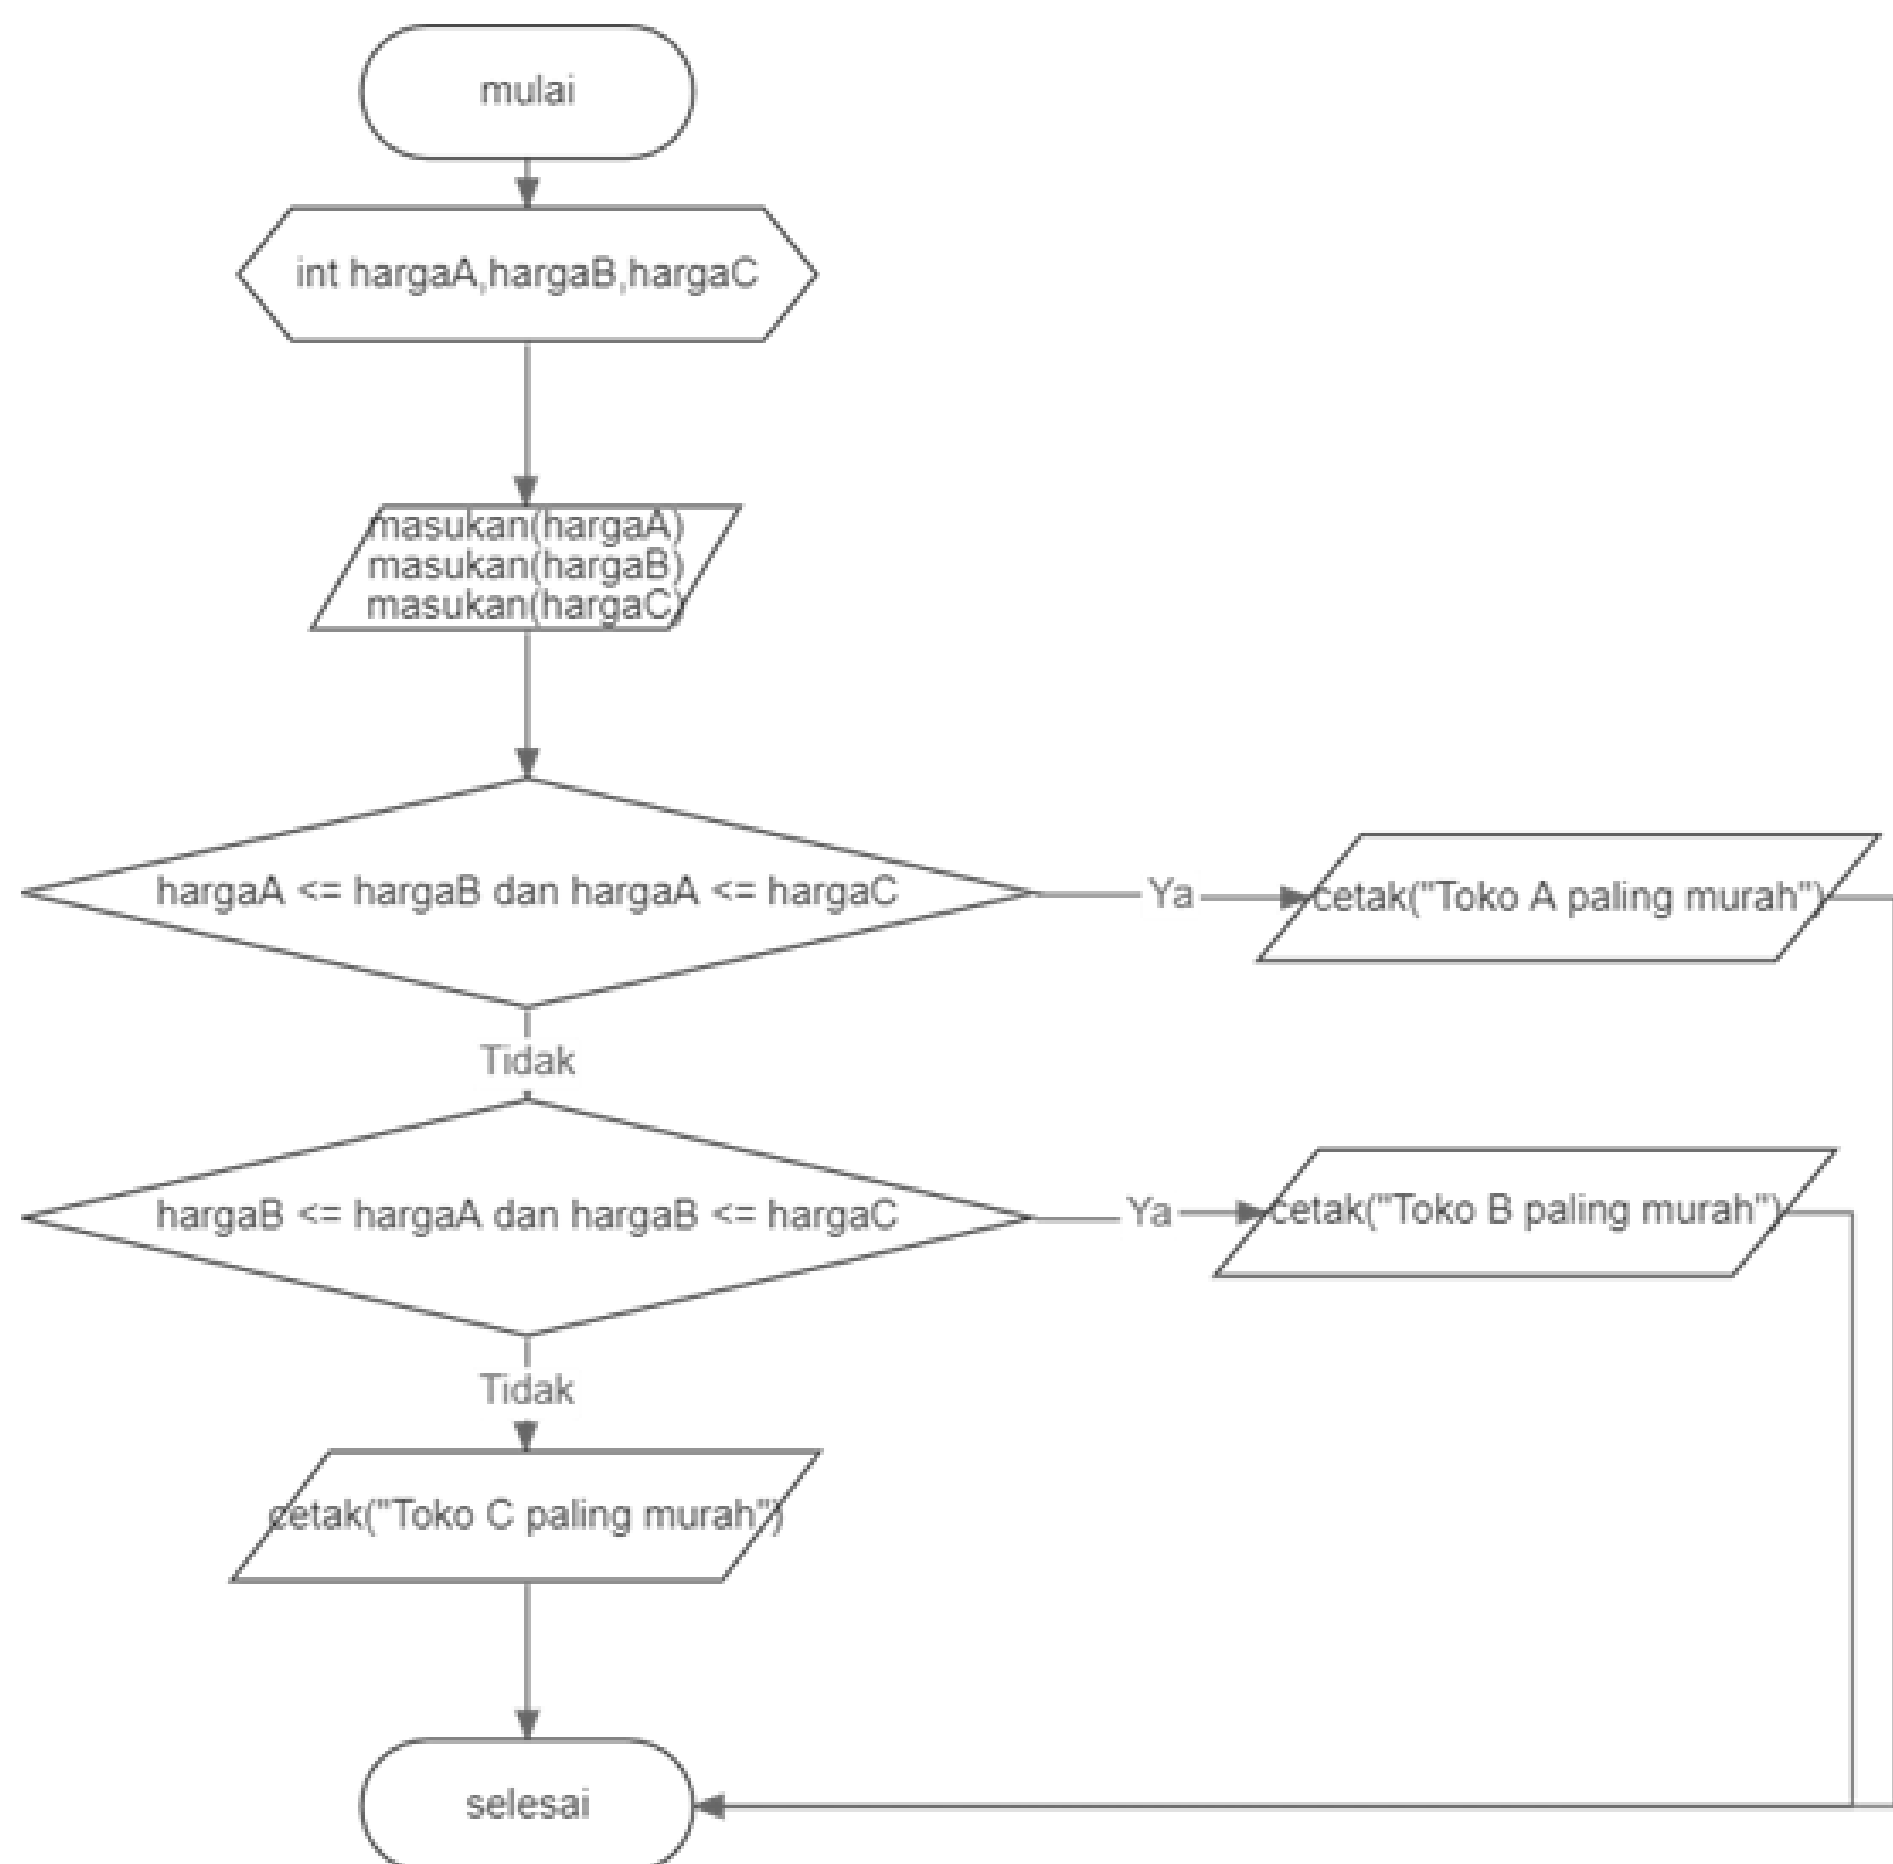 mulai
int hargaA,hargaB,hargaC
masukan(hargaA)
masukan(hargaB)
masukan(hargaC)
hargaA <= hargaB dan hargaA <= hargaC
Ya
cetak("Toko A paling murah")
Tidak
hargaB <= hargaA dan hargaB <= hargaC
Ya
cetak("Toko B paling murah")
Tidak
cetak("Toko C paling murah")
selesai